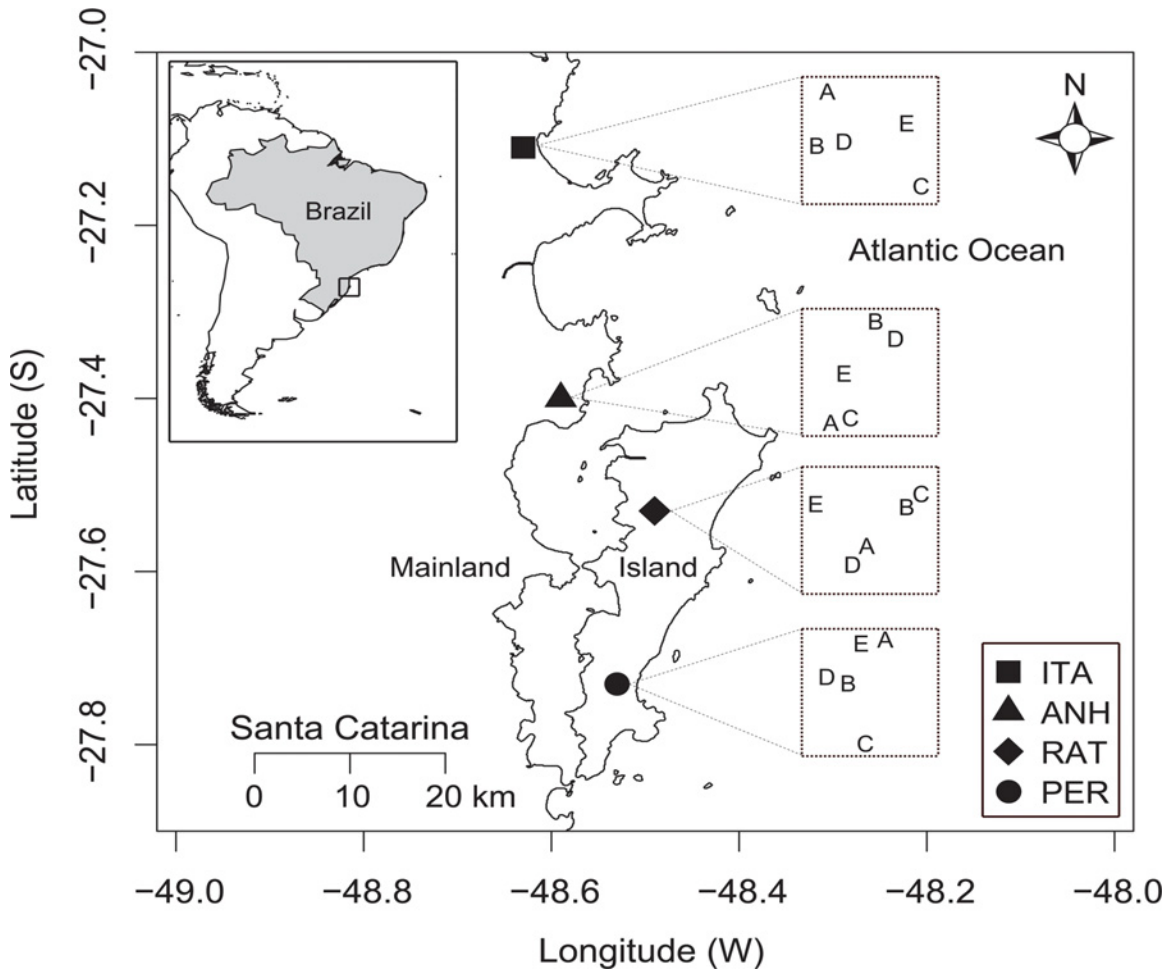 −27.0
−27.2
−27.4
−27.6
−27.8
Latitude (S)
Brazil
N
Atlantic Ocean
A
E
D
B
C
B
D
E
C
A
C
E
B
A
D
A
E
D
B
C
Mainland
Island
Santa Catarina
0 10 20 km
ITA
ANH
RAT
PER
−49.0 −48.8 −48.6 −48.4 −48.2 −48.0
Longitude (W)